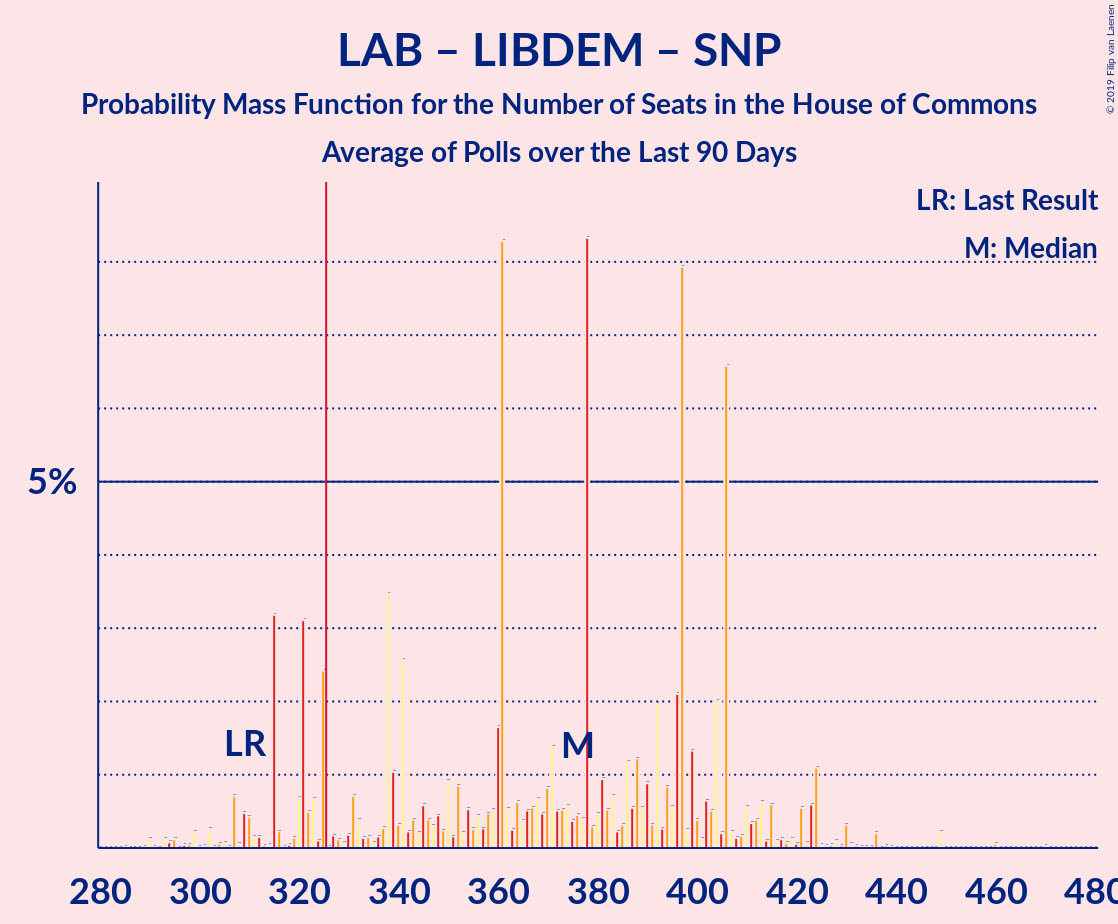 LAB – LIBDEM – SNP
Probability Mass Function for the Number of Seats in the House of Commons
Average of Polls over the Last 90 Days
© 2019 Filip van Laenen
LR: Last Result
M: Median
5%
LR
M
280 300 320 340 360 380 400 420 440 460 480